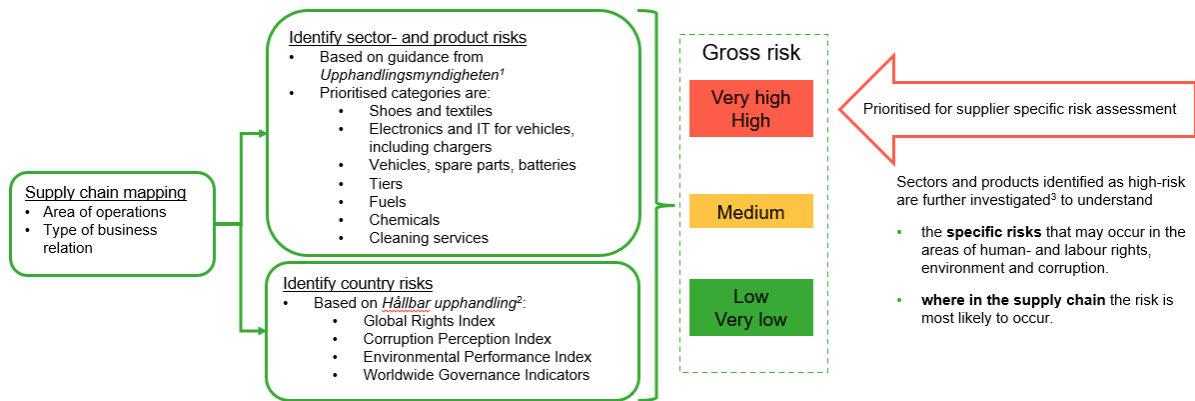 Supply chain mapping
• Area of operations
• Type of business
relation
Identify sector- and product risks
• Based on guidance from
Upphandlingsmyndigheten¹
• Prioritised categories are:
• Shoes and textiles
• Electronics and IT for vehicles,
including chargers
• Vehicles, spare parts, batteries
• Tiers
• Fuels
• Chemicals
• Cleaning services
Identify country risks
• Based on Hållbar upphandling²:
• Global Rights Index
• Corruption Perception Index
• Environmental Performance Index
• Worldwide Governance Indicators
Gross risk
Very high
High
Medium
Low
Very low
Prioritised for supplier specific risk assessment
Sectors and products identified as high-risk
are further investigated³ to understand
• the specific risks that may occur in the
areas of human- and labour rights,
environment and corruption.
• where in the supply chain the risk is
most likely to occur.